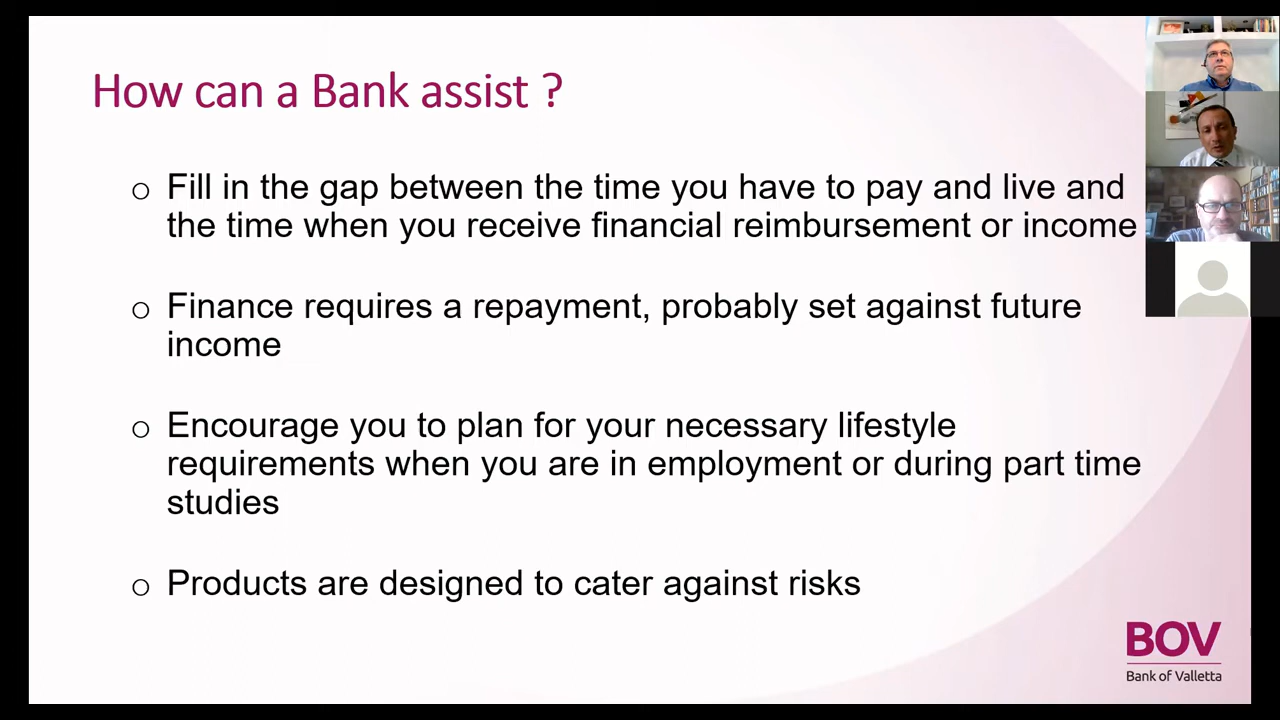 How can a Bank assist ?
o Fill in the gap between the time you have to pay and live and
the time when you receive financial reimbursement or income
o Finance requires a repayment, probably set against future
income
o Encourage you to plan for your necessary lifestyle
requirements when you are in employment or during part time
studies
o Products are designed to cater against risks
BOV
Bank of Valletta